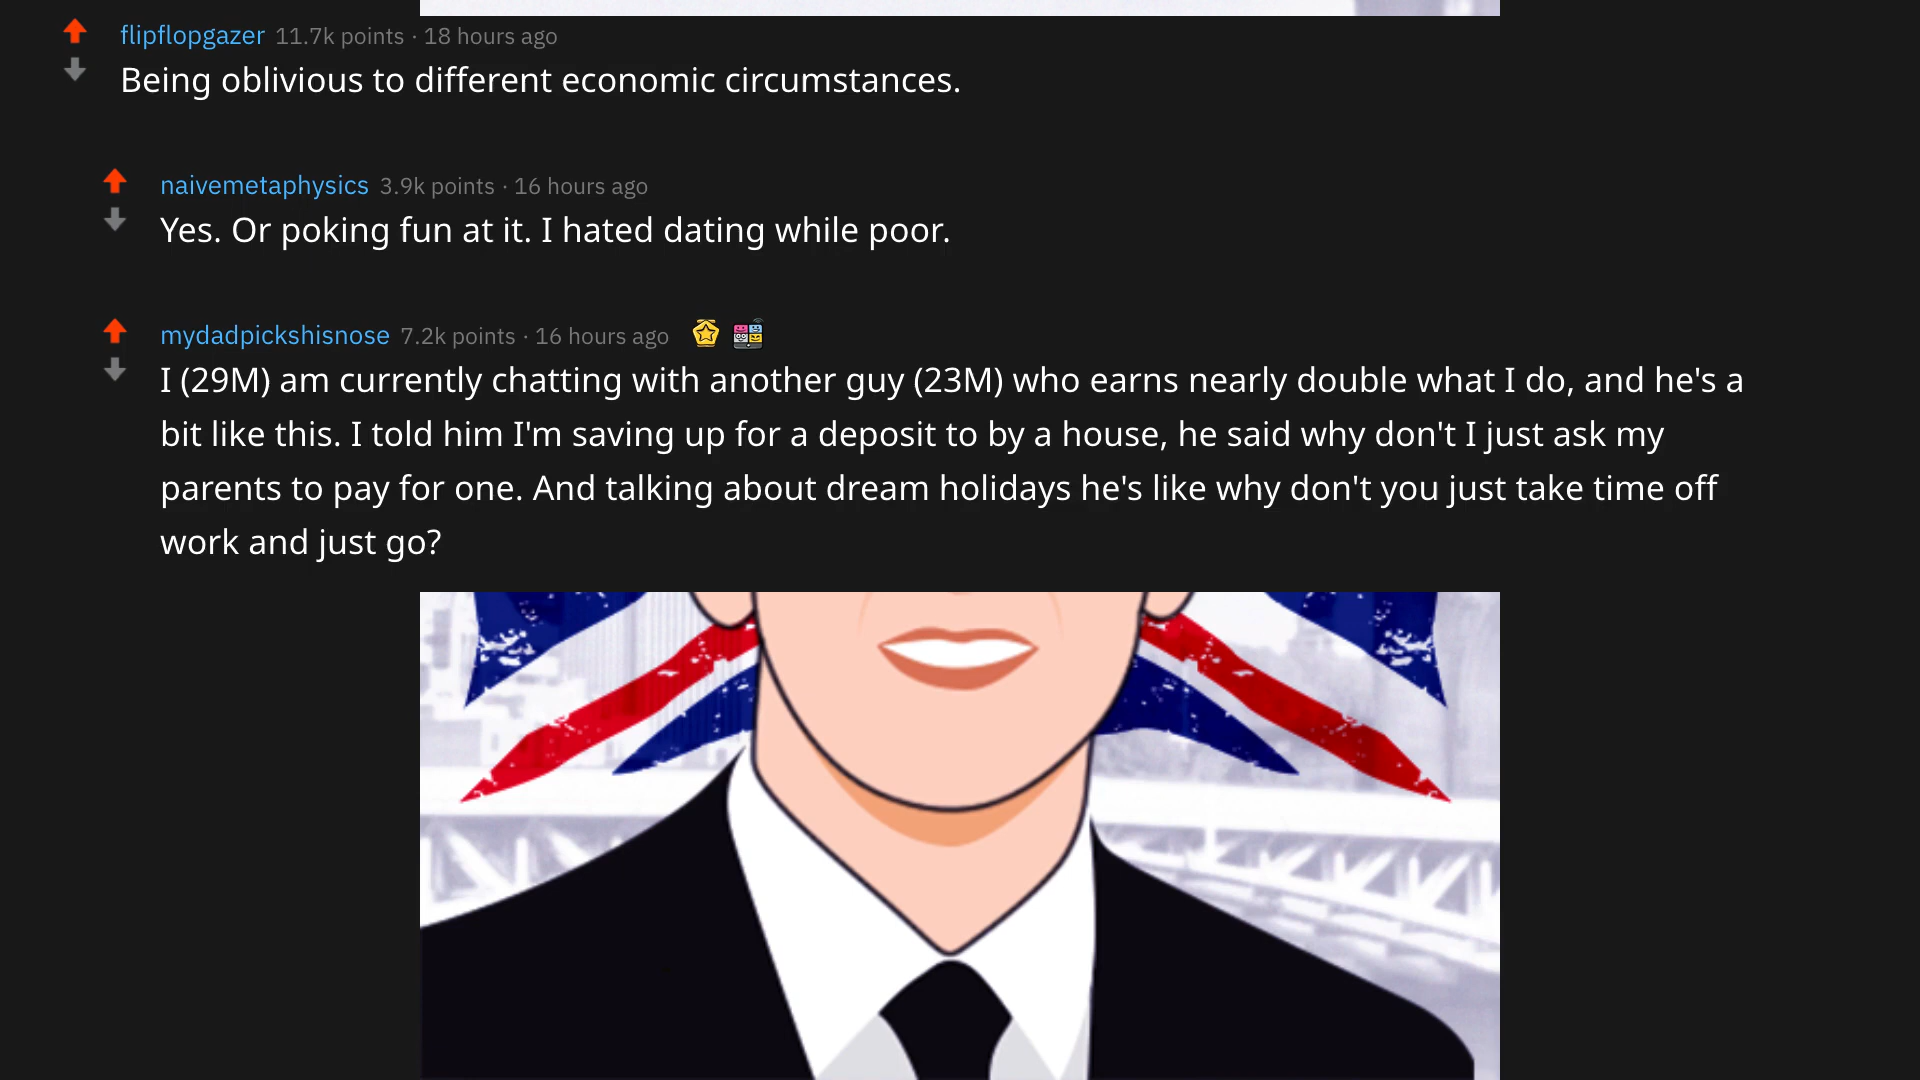 flipflopgazer 11.7k points · 18 hours ago
Being oblivious to different economic circumstances.
naivemetaphysics 3.9k points · 16 hours ago
Yes. Or poking fun at it. I hated dating while poor.
mydadpickshisnose 7.2k points · 16 hours ago
I (29M) am currently chatting with another guy (23M) who earns nearly double what I do, and he's a
bit like this. I told him I'm saving up for a deposit to by a house, he said why don't I just ask my
parents to pay for one. And talking about dream holidays he's like why don't you just take time off
work and just go?